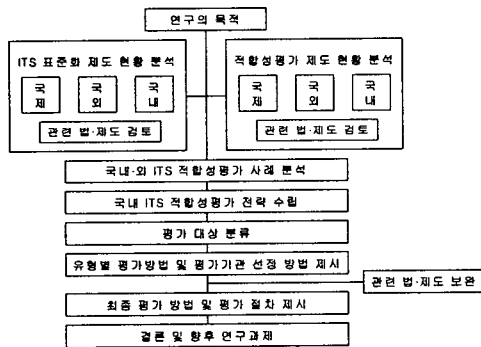 연구의 목적
ITS 표준화 제도 현황 분석
국제
국외
국내
관련 법·제도 검토
적합성평가 제도 현황 분석
국제
국외
국내
관련 법·제도 검토
국내·외 ITS 적합성평가 사례 분석
국내 ITS 적합성평가 전략 수립
평가 대상 분류
유형별 평가방법 및 평가기관 선정 방법 제시
관련 법·제도 보완
최종 평가 방법 및 평가 절차 제시
결론 및 향후 연구과제